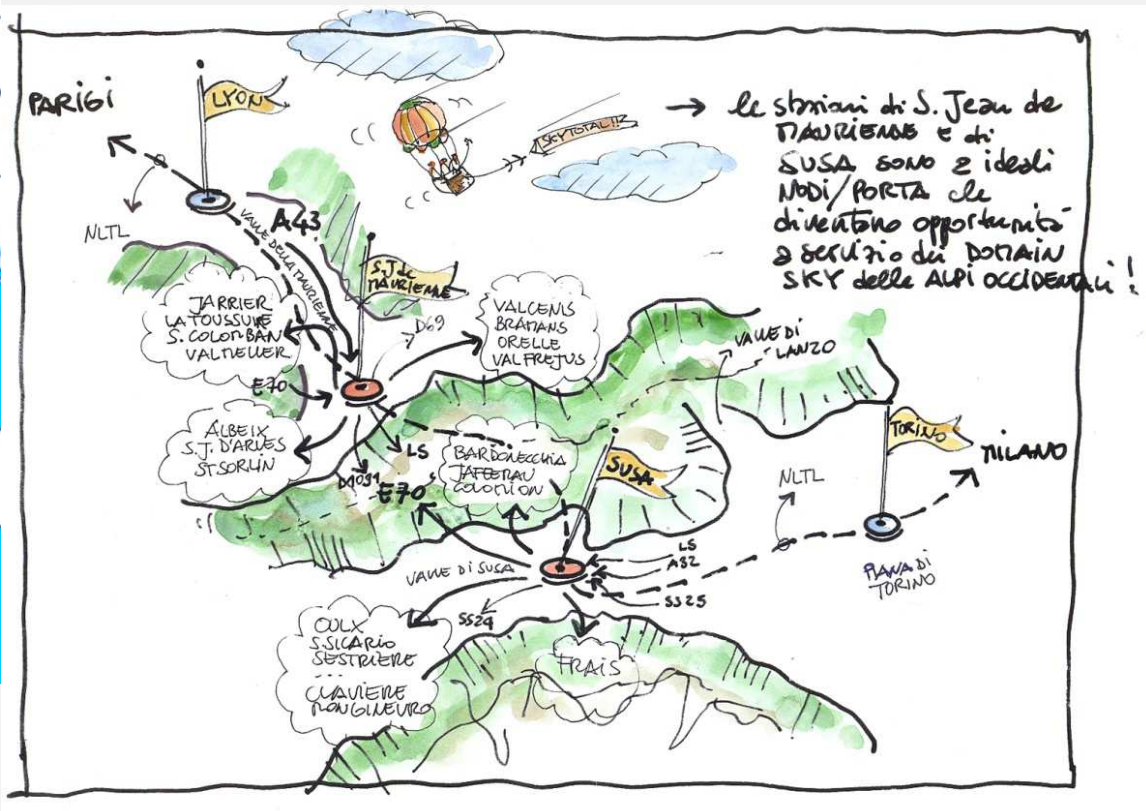 PARIGI
LYON
NLTL
VALLE DELLA MAURIENNE
A43
S.J de
MAURIENNE
SKYTOTAL!!
→ le stazioni di S. Jean de
MAURIENNE E di
SUSA SONO 2 ideali
NODI/PORTA che
diventano opportunità
a servizio dei DOMAIN
SKY delle ALPI OCCIDENTALI!
JARRIER
LA TOUSSUIRE
S. COLOMBAN
VALMELLER
D69
VALCENIS
BRAMANS
ORELLE
VALFREJUS
VALLE DI
LANZO
E70
ALBEIX
S.J. D'ARVES
ST SORLIN
LS
D1091
E70
BARDONECCHIA
JAFFERAU
COLOMION
SUSA
TORINO
MILANO
NLTL
PIANA DI
TORINO
VALLE DI SUSA
LS
A32
SS25
SS24
OULX
S.SICARIO
SESTRIERE
...
CLAVIERE
MONGINEVRO
FRAIS